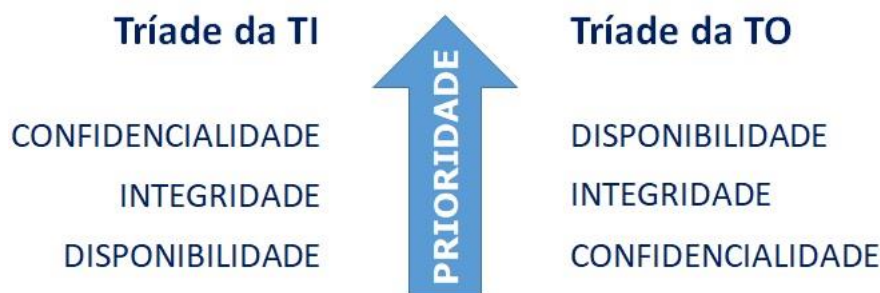 Tríade da TI
CONFIDENCIALIDADE
INTEGRIDADE
DISPONIBILIDADE
PRIORIDADE
Tríade da TO
DISPONIBILIDADE
INTEGRIDADE
CONFIDENCIALIDADE